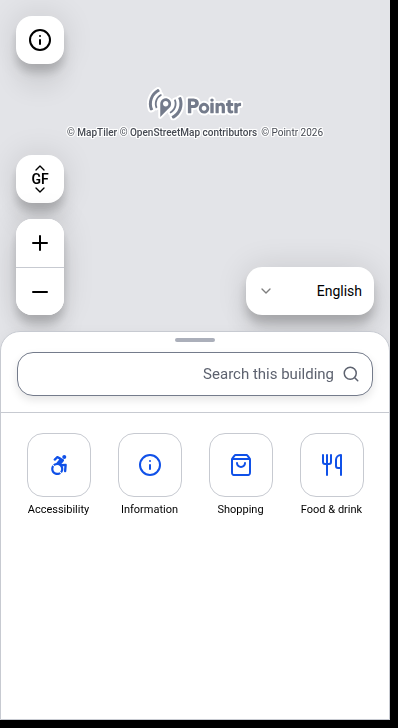 Pointr
© MapTiler © OpenStreetMap contributors © Pointr 2026
GF
English
Search this building
Accessibility
Information
Shopping
Food & drink